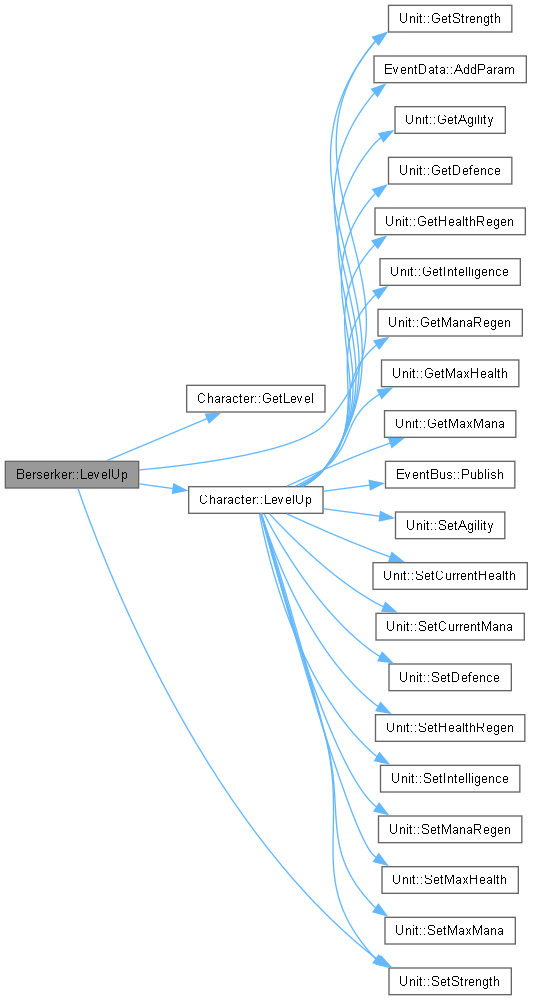 Unit::GetStrength
EventData::AddParam
Unit::GetAgility
Unit::GetDefence
Unit::GetHealthRegen
Unit::GetIntelligence
Unit::GetManaRegen
Unit::GetMaxHealth
Character::GetLevel
Unit::GetMaxMana
Berserker::LevelUp
EventBus::Publish
Character::LevelUp
Unit::SetAgility
Unit::SetCurrentHealth
Unit::SetCurrentMana
Unit::SetDefence
Unit::SetHealthRegen
Unit::SetIntelligence
Unit::SetManaRegen
Unit::SetMaxHealth
Unit::SetMaxMana
Unit::SetStrength